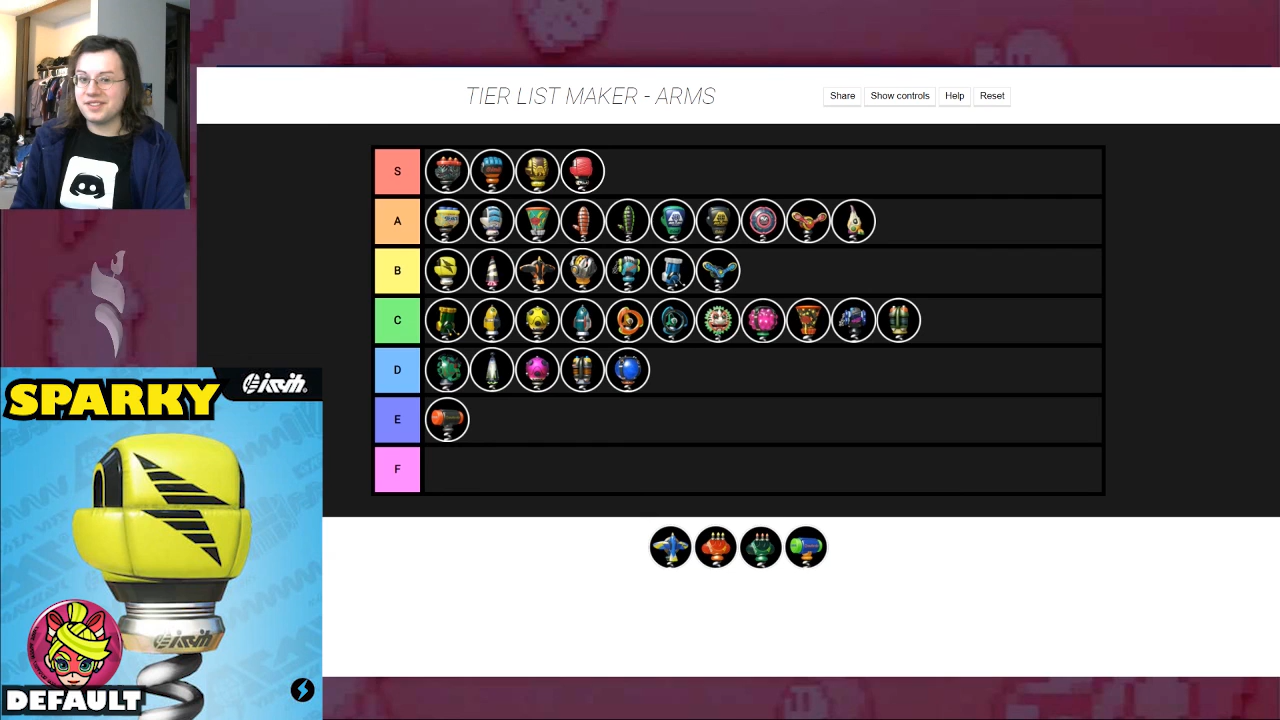 TIER LIST MAKER - ARMS
Share
Show controls
Help
Reset
S
A
B
C
D
E
F
SPARKY
DEFAULT